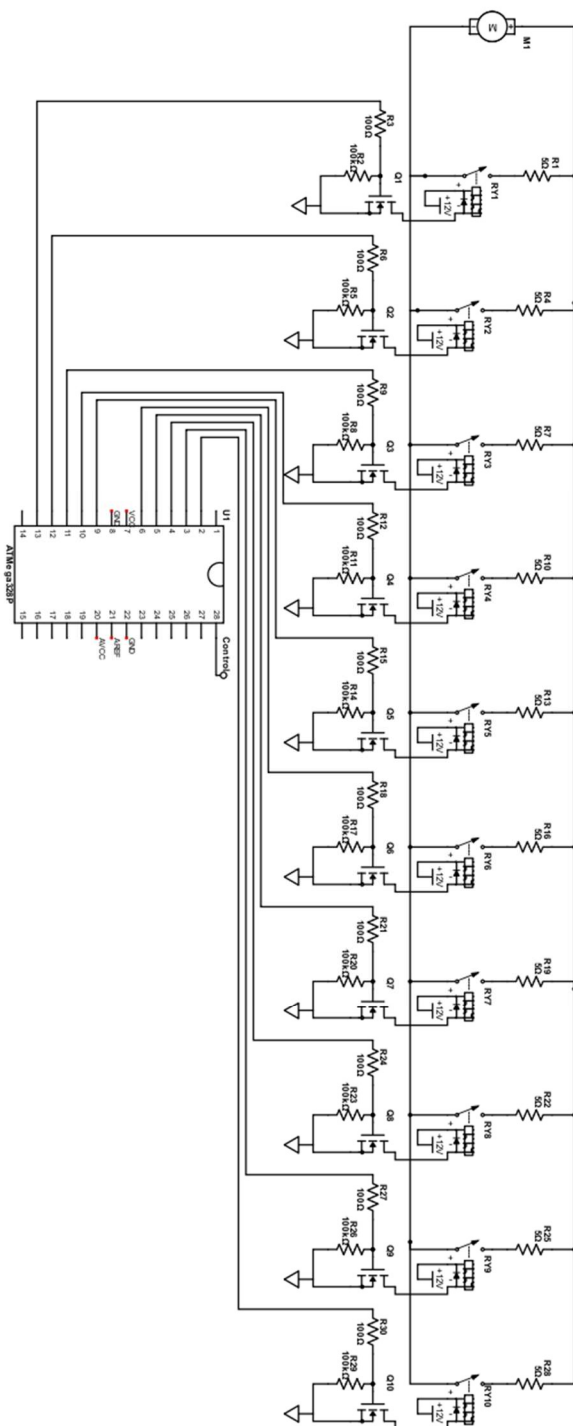 M
M1
R1
5Ω
RY1
+12V
Q1
R3
100Ω
R2
100kΩ
R4
5Ω
RY2
+12V
Q2
R6
100Ω
R5
100kΩ
R7
5Ω
RY3
+12V
Q3
R9
100Ω
R8
100kΩ
R10
5Ω
RY4
+12V
Q4
R12
100Ω
R11
100kΩ
R13
5Ω
RY5
+12V
Q5
R15
100Ω
R14
100kΩ
R16
5Ω
RY6
+12V
Q6
R18
100Ω
R17
100kΩ
R19
5Ω
RY7
+12V
Q7
R21
100Ω
R20
100kΩ
R22
5Ω
RY8
+12V
Q8
R24
100Ω
R23
100kΩ
R25
5Ω
RY9
+12V
Q9
R27
100Ω
R26
100kΩ
R28
5Ω
RY10
+12V
Q10
R30
100Ω
R29
100kΩ
U1
Control
1
2
3
4
5
6
7
8
9
10
11
12
13
14
VCC
GND
28
27
26
25
24
23
22
21
20
19
18
17
16
15
GND
AREF
AVCC
ATMega328P